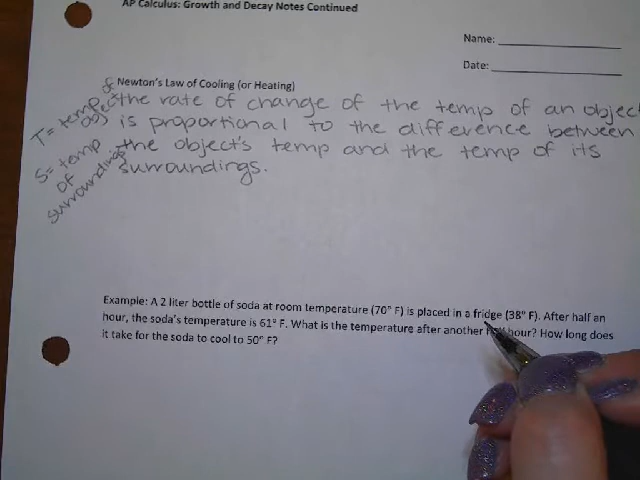 AP Calculus: Growth and Decay Notes Continued
Name:
Date:
Newton's Law of Cooling (or Heating)
the rate of change of the temp of an object
is proportional to the difference between
the object's temp and the temp of its
surroundings.
T = temp of
object
S = temp
of
surroundings
Example: A 2 liter bottle of soda at room temperature (70° F) is placed in a fridge (38° F). After half an
hour, the soda's temperature is 61° F. What is the temperature after another half hour? How long does
it take for the soda to cool to 50° F?